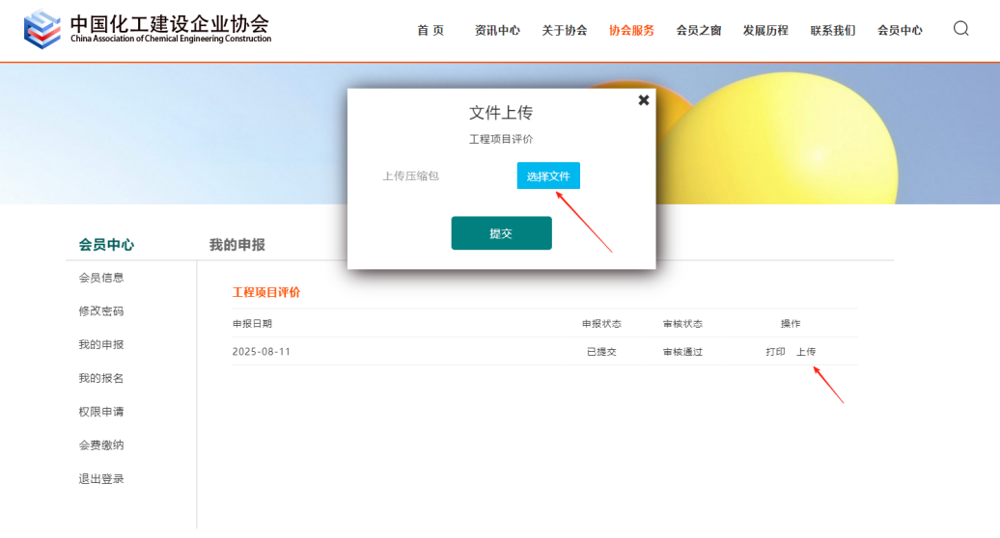 中国化工建设企业协会
China Association of Chemical Engineering Construction
首 页 资讯中心 关于协会 协会服务 会员之窗 发展历程 联系我们 会员中心
文件上传
工程项目评价
上传压缩包 选择文件
提交
会员中心
会员信息
修改密码
我的申报
我的报名
权限申请
会费缴纳
退出登录
我的申报
工程项目评价
申报日期 申报状态 审核状态 操作
2025-08-11 已提交 审核通过 打印 上传